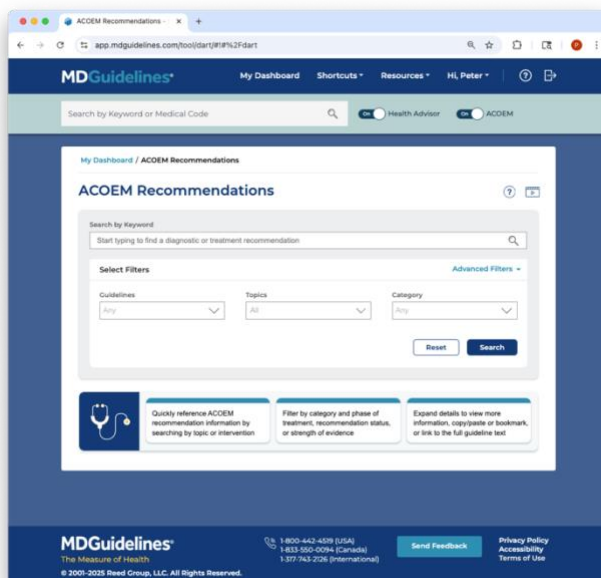 ACOEM Recommendations -
app.mdguidelines.com/tool/dart/#!#%2Fdart
P
MDGuidelines
My Dashboard Shortcuts Resources Hi, Peter
Search by Keyword or Medical Code
On Health Advisor On ACOEM
My Dashboard / ACOEM Recommendations
ACOEM Recommendations
Search by Keyword
Start typing to find a diagnostic or treatment recommendation
Select Filters Advanced Filters
Guidelines Topics Category
Any All Any
Reset Search
Quickly reference ACOEM
recommendation information by
searching by topic or intervention
Filter by category and phase of
treatment, recommendation status,
or strength of evidence
Expand details to view more
information, copy/paste or bookmark,
or link to the full guideline text
MDGuidelines®
The Measure of Health
© 2001-2025 Reed Group, LLC. All Rights Reserved.
1-800-442-4519 (USA)
1-833-550-0094 (Canada)
1-317-743-2126 (International)
Send Feedback
Privacy Policy
Accessibility
Terms of Use